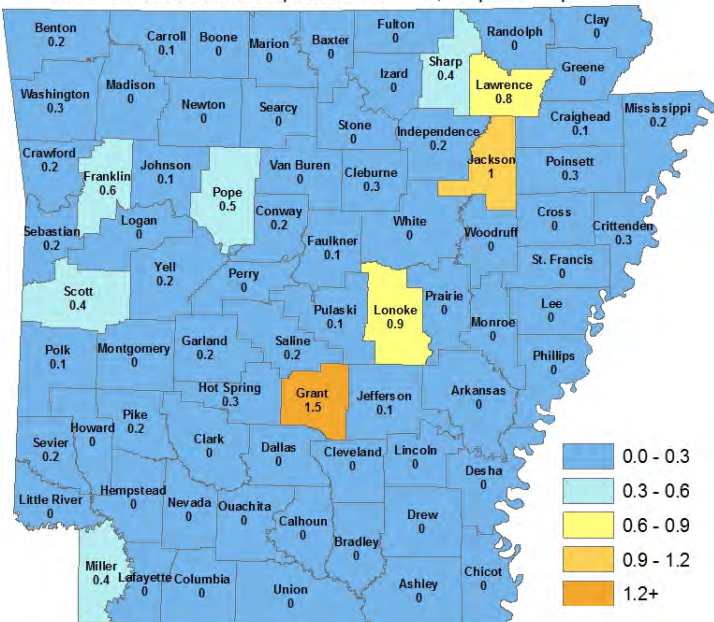 Benton
0.2
Carroll
0.1
Boone
0
Marion
0
Baxter
0
Fulton
0
Randolph
0
Clay
0
Sharp
0.4
Izard
0
Lawrence
0.8
Greene
0
Washington
0.3
Madison
0
Newton
0
Searcy
0
Stone
0
Independence
0.2
Craighead
0.1
Mississippi
0.2
Jackson
1
Poinsett
0.3
Crawford
0.2
Franklin
0.6
Johnson
0.1
Pope
0.5
Van Buren
0
Cleburne
0.3
Conway
0.2
Logan
0
Sebastian
0.2
Faulkner
0.1
White
0
Woodruff
0
Cross
0
Crittenden
0.3
St. Francis
0
Scott
0.4
Yell
0.2
Perry
0
Pulaski
0.1
Lonoke
0.9
Prairie
0
Monroe
0
Lee
0
Phillips
0
Polk
0.1
Montgomery
0
Garland
0.2
Saline
0.2
Hot Spring
0.3
Grant
1.5
Jefferson
0.1
Arkansas
0
Howard
0
Pike
0.2
Sevier
0.2
Clark
0
Dallas
0
Cleveland
0
Lincoln
0
Desha
0
Little River
0
Hempstead
0
Nevada
0
Ouachita
0
Calhoun
0
Bradley
0
Drew
0
Miller
0.4
Lafayette
0
Columbia
0
Union
0
Ashley
0
Chicot
0
0.0 - 0.3
0.3 - 0.6
0.6 - 0.9
0.9 - 1.2
1.2+